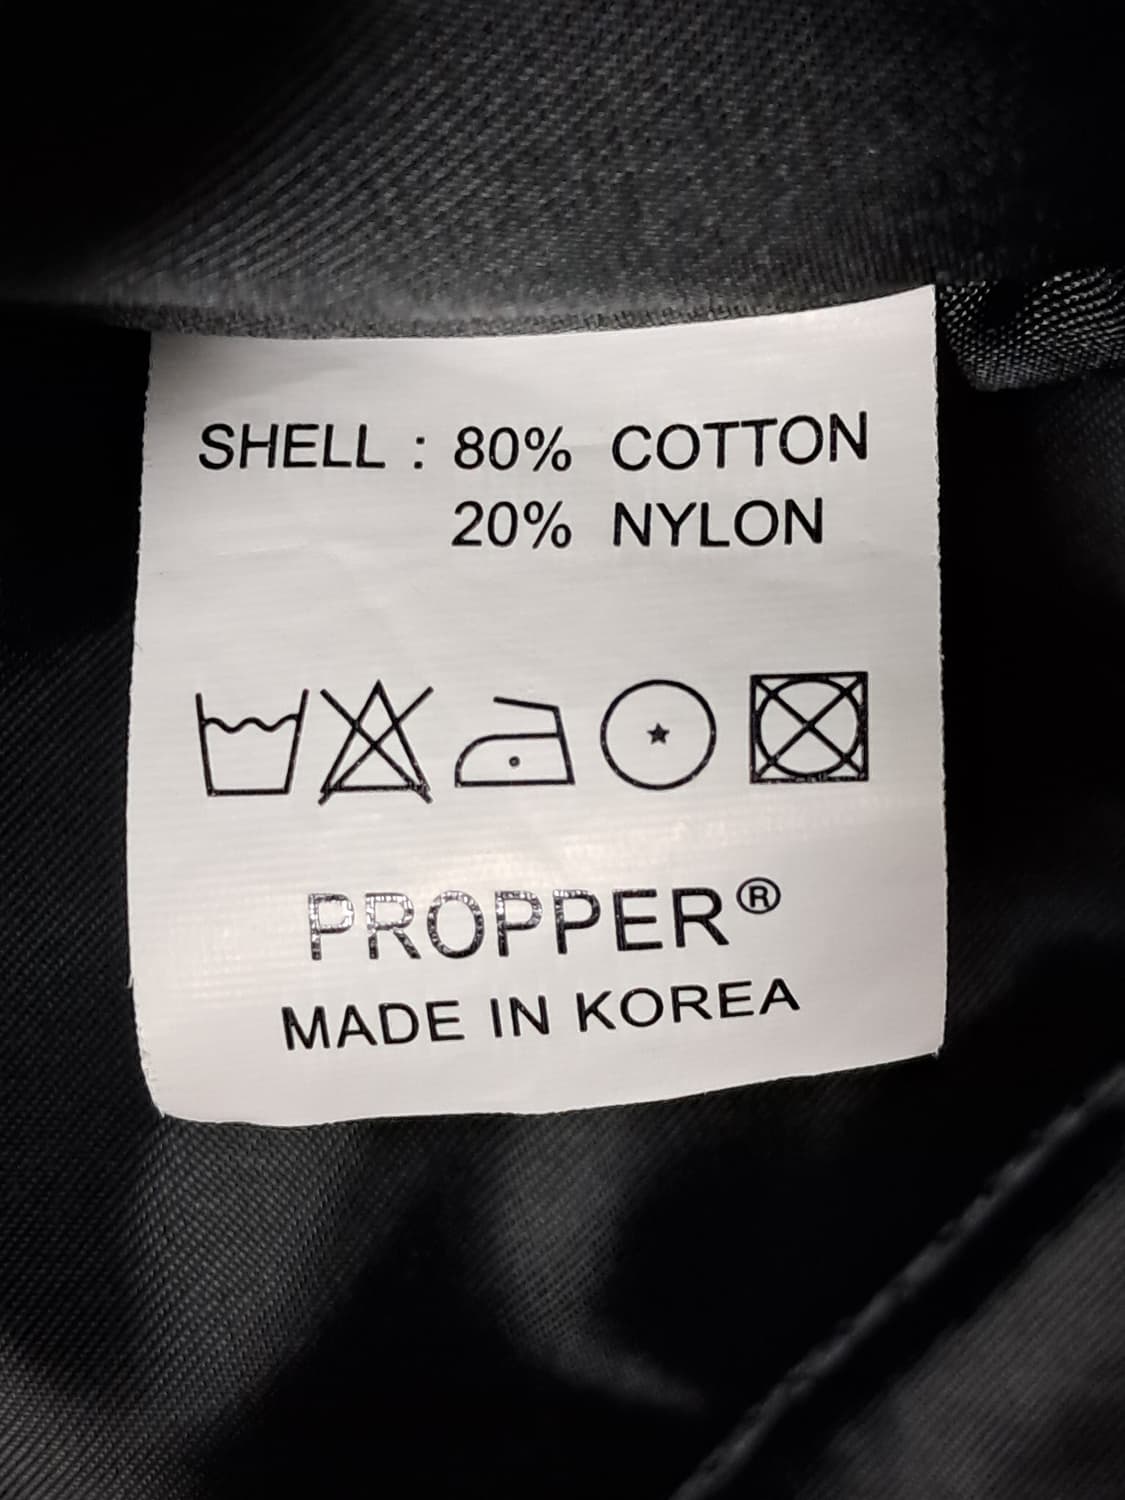 SHELL : 80% COTTON
20% NYLON
PROPPER®
MADE IN KOREA